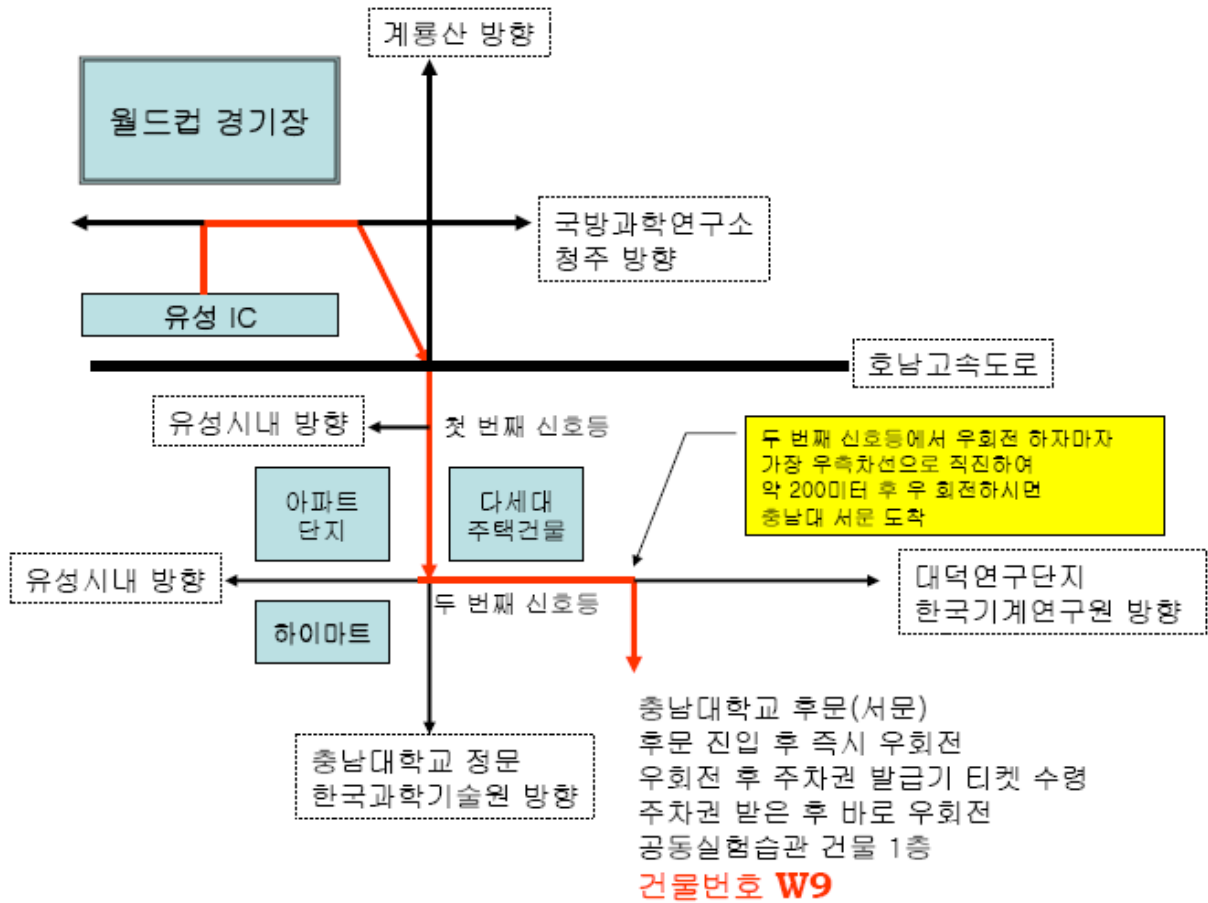 계룡산 방향
월드컵 경기장
국방과학연구소
청주 방향
유성 IC
호남고속도로
유성시내 방향
첫 번째 신호등
두 번째 신호등에서 우회전 하자마자
가장 우측차선으로 직진하여
약 200미터 후 우 회전하시면
충남대 서문 도착
아파트
단지
다세대
주택건물
유성시내 방향
대덕연구단지
한국기계연구원 방향
두 번째 신호등
하이마트
충남대학교 정문
한국과학기술원 방향
충남대학교 후문(서문)
후문 진입 후 즉시 우회전
우회전 후 주차권 발급기 티켓 수령
주차권 받은 후 바로 우회전
공동실험습관 건물 1층
건물번호 W9